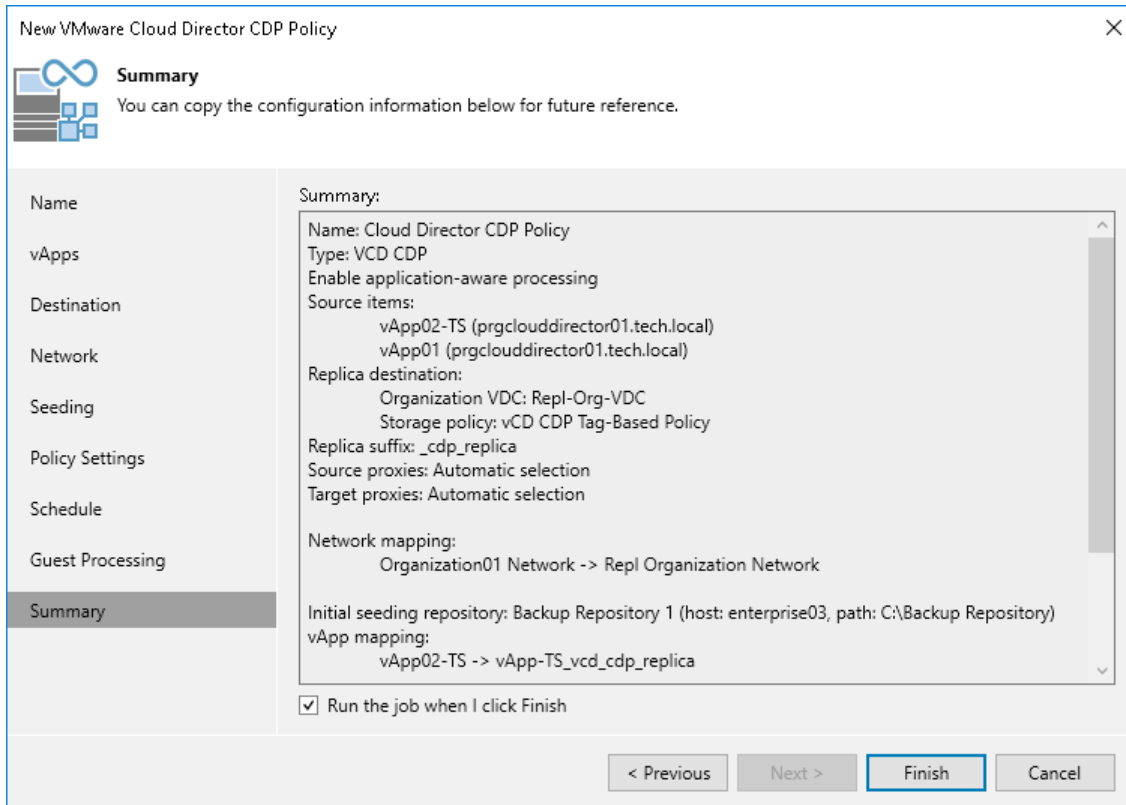 New VMware Cloud Director CDP Policy
Summary
You can copy the configuration information below for future reference.
Name
vApps
Destination
Network
Seeding
Policy Settings
Schedule
Guest Processing
Summary
Summary:
Name: Cloud Director CDP Policy
Type: VCD CDP
Enable application-aware processing
Source items:
vApp02-TS (prgclouddirector01.tech.local)
vApp01 (prgclouddirector01.tech.local)
Replica destination:
Organization VDC: Repl-Org-VDC
Storage policy: vCD CDP Tag-Based Policy
Replica suffix: _cdp_replica
Source proxies: Automatic selection
Target proxies: Automatic selection
Network mapping:
Organization01 Network -> Repl Organization Network
Initial seeding repository: Backup Repository 1 (host: enterprise03, path: C:\Backup Repository)
vApp mapping:
vApp02-TS -> vApp-TS_vcd_cdp_replica
Run the job when I click Finish
< Previous
Next >
Finish
Cancel